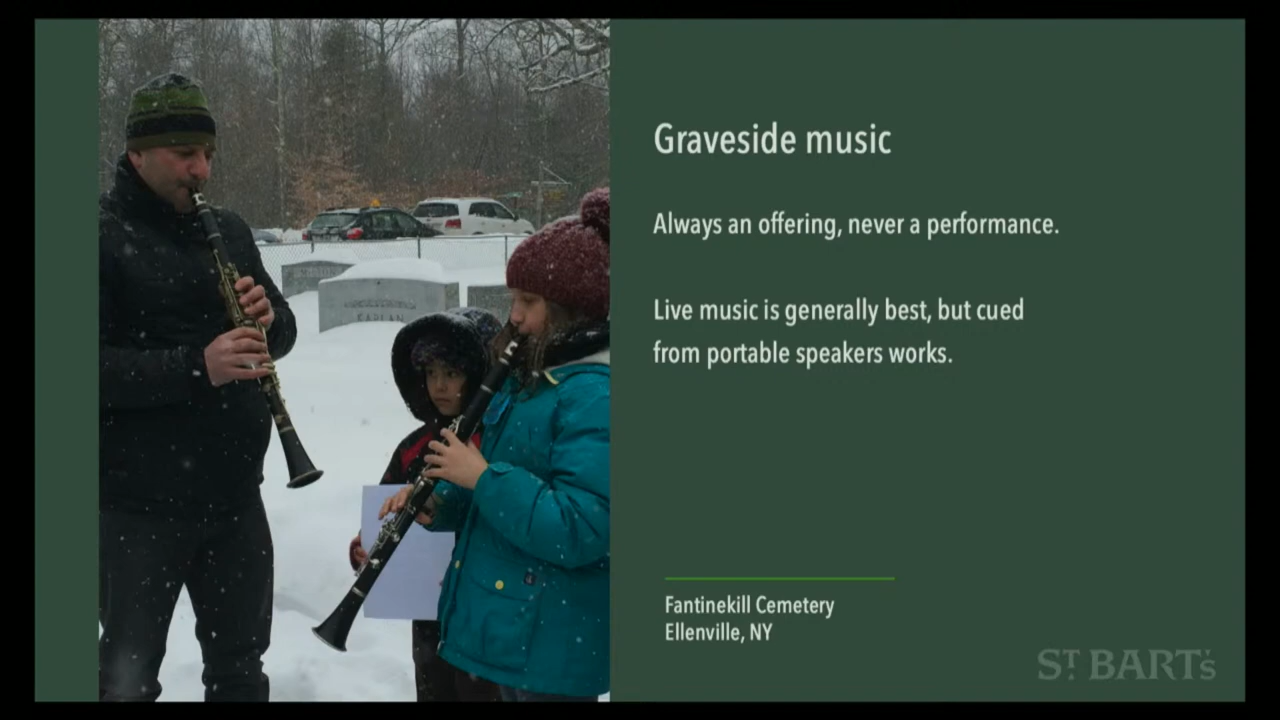 Graveside music
Always an offering, never a performance.
Live music is generally best, but cued
from portable speakers works.
KAPLAN
Fantinekill Cemetery
Ellenville, NY
ST. BART'S